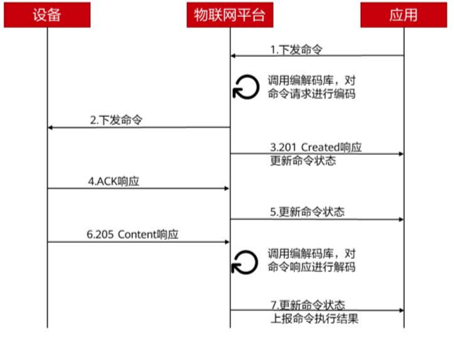 设备
物联网平台
应用
1.下发命令
调用编解码库，对
命令请求进行编码
2.下发命令
3.201 Created响应
更新命令状态
4.ACK响应
5.更新命令状态
6.205 Content响应
调用编解码库，对
命令响应进行解码
7.更新命令状态
上报命令执行结果